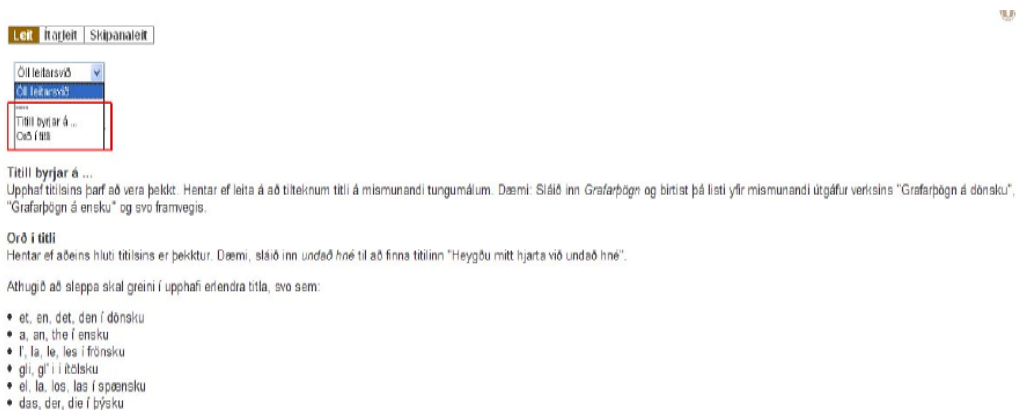 Leit Ítarleit Skipanaleit
Öll leitarsvið
Öll leitarsvið
----
Titill byrjar á ...
Orð í titli
Titill byrjar á ...
Upphaf titilsins þarf að vera þekkt. Hentar ef leita á að tilteknum titli á mismunandi tungumálum. Dæmi: Sláið inn Grafarþögn og birtist þá listi yfir mismunandi útgáfur verksins "Grafarþögn á dönsku",
"Grafarþögn á ensku" og svo framvegis.
Orð í titli
Hentar ef aðeins hluti titilsins er þekktur. Dæmi, sláið inn undað hné til að finna titilinn "Heygðu mitt hjarta við undað hné".
Athugið að sleppa skal greini í upphafi erlendra titla, svo sem:
• et, en, det, den í dönsku
• a, an, the í ensku
• l', la, le, les í frönsku
• gli, gl' i í ítölsku
• el, la, los, las í spænsku
• das, der, die í þýsku